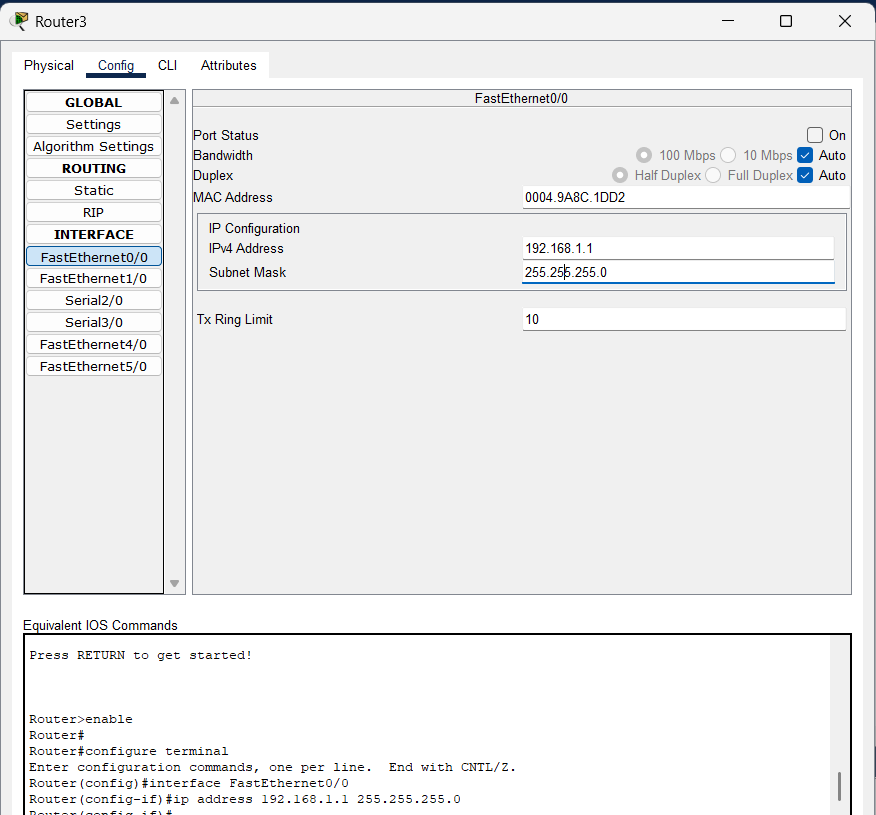 Router3
Physical Config CLI Attributes
GLOBAL
Settings
Algorithm Settings
ROUTING
Static
RIP
INTERFACE
FastEthernet0/0
FastEthernet1/0
Serial2/0
Serial3/0
FastEthernet4/0
FastEthernet5/0
FastEthernet0/0
Port Status On
Bandwidth 100 Mbps 10 Mbps Auto
Duplex Half Duplex Full Duplex Auto
MAC Address 0004.9A8C.1DD2
IP Configuration
IPv4 Address 192.168.1.1
Subnet Mask 255.255.255.0
Tx Ring Limit 10
Equivalent IOS Commands
Press RETURN to get started!
Router>enable
Router#
Router#configure terminal
Enter configuration commands, one per line.  End with CNTL/Z.
Router(config)#interface FastEthernet0/0
Router(config-if)#ip address 192.168.1.1 255.255.255.0
Router(config-if)#